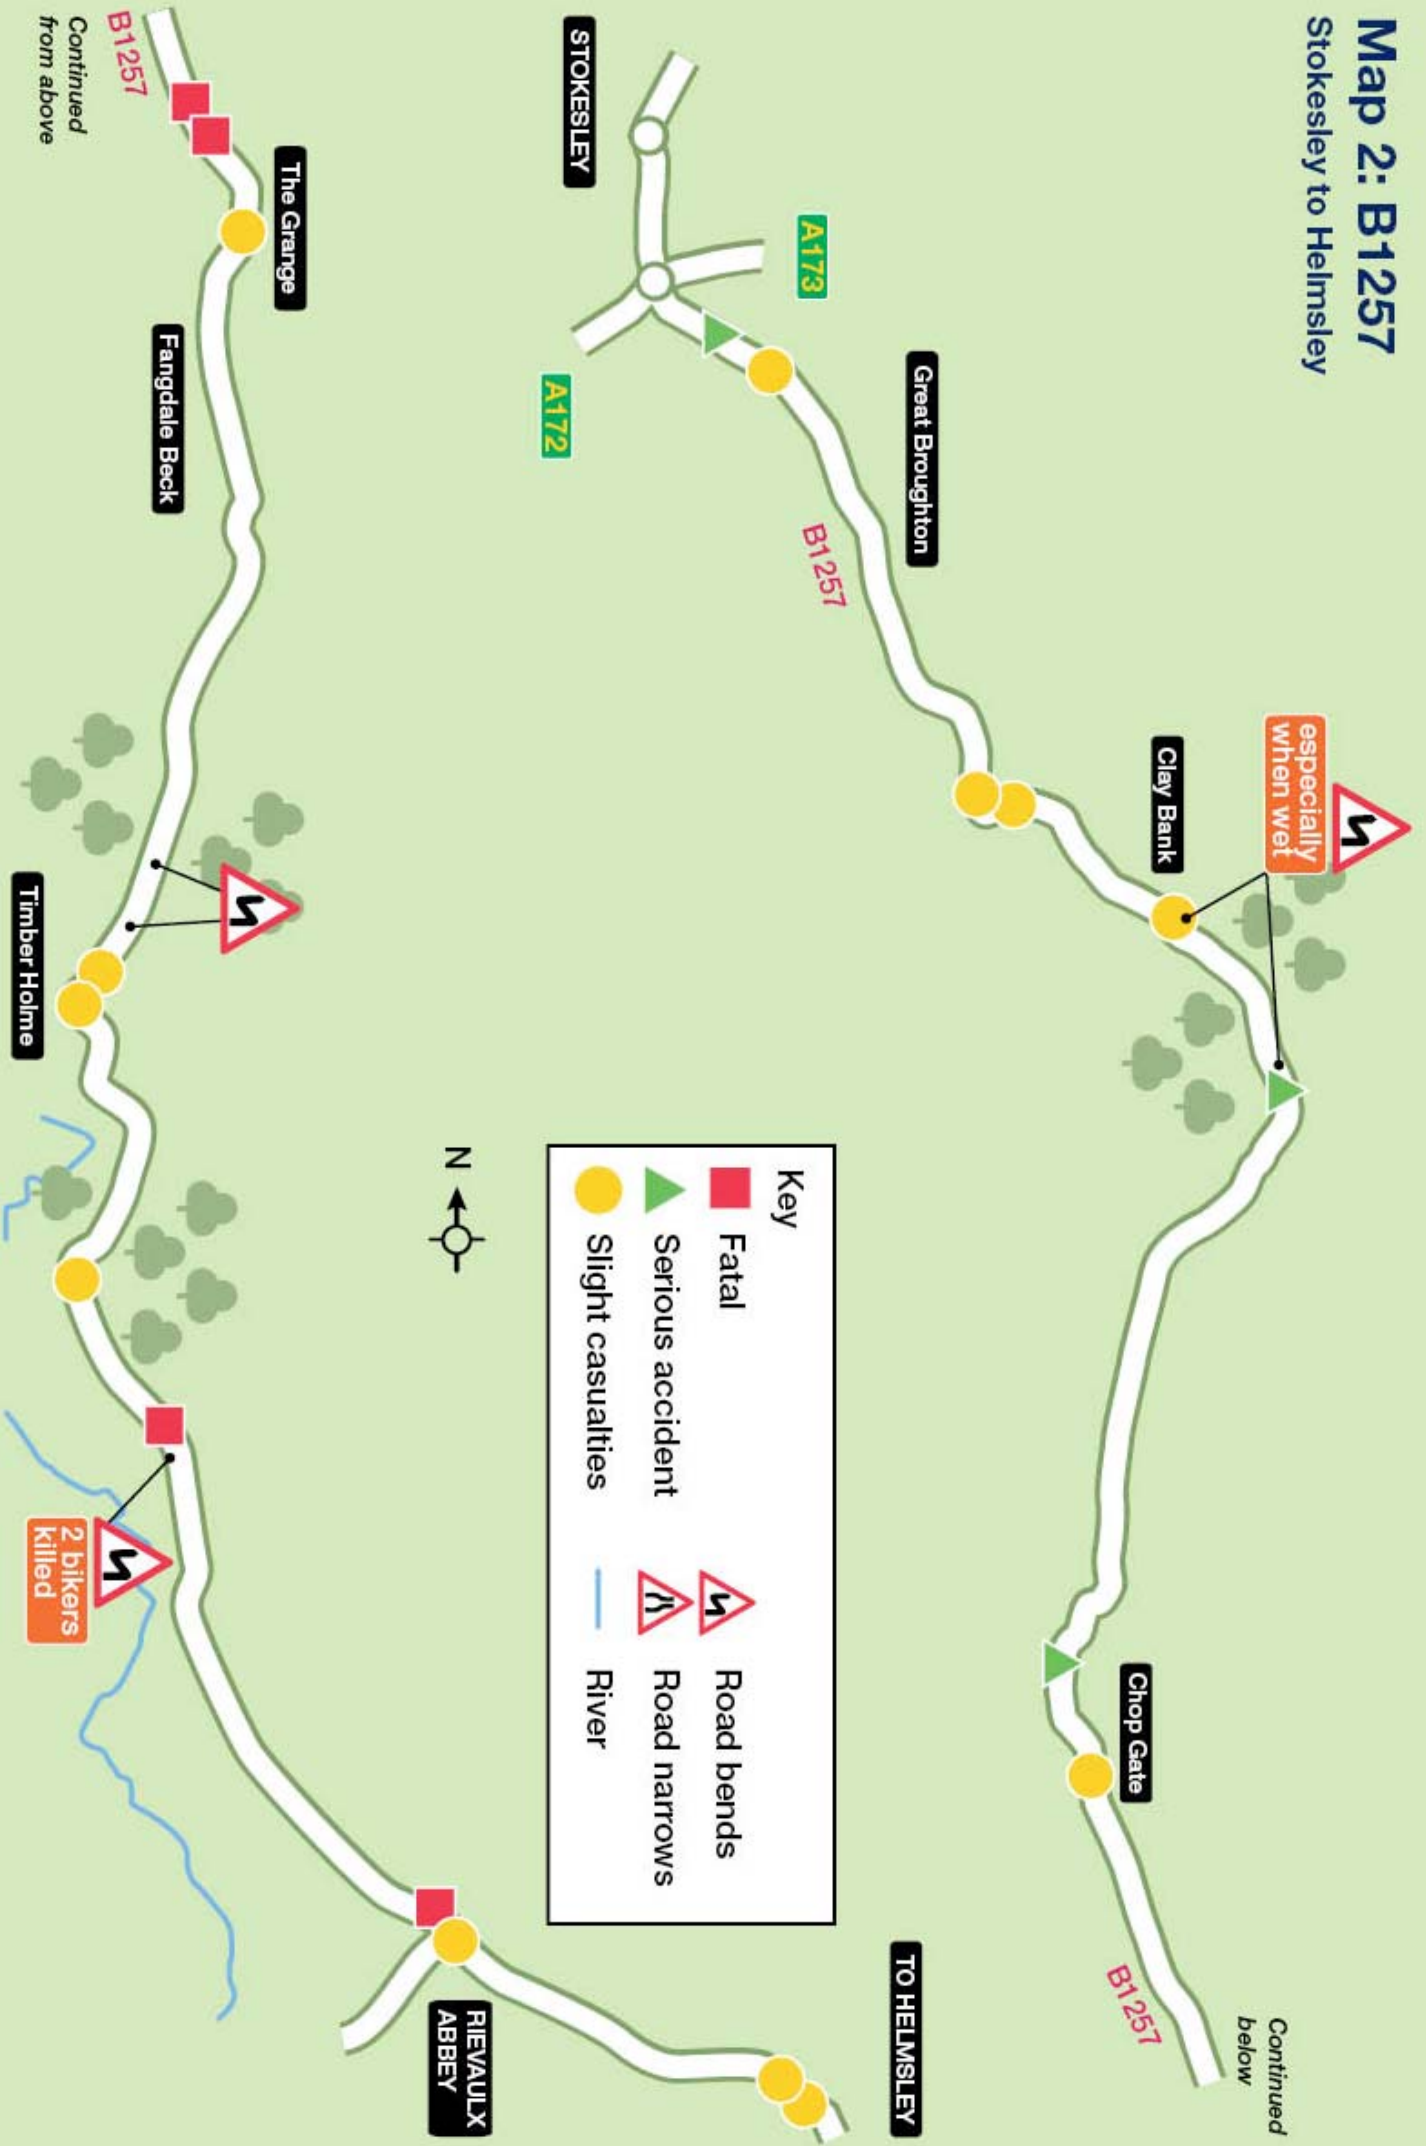 Map 2: B1257
Stokesley to Helmsley
especially
when wet
Clay Bank
Continued
below
B1257
Chop Gate
Great Broughton
A173
B1257
STOKESLEY
A172
TO HELMSLEY
Key
Fatal
Serious accident
Slight casualties
Road bends
Road narrows
River
N
The Grange
B1257
Continued
from above
Fangdale Beck
Timber Holme
2 bikers
killed
RIEVAULX
ABBEY